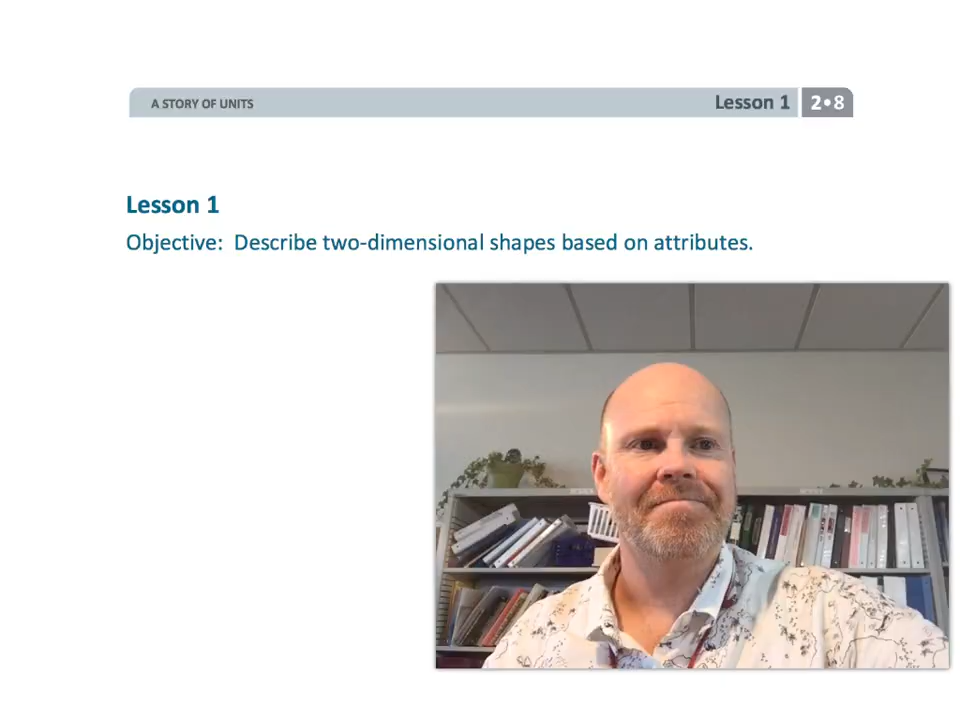 A STORY OF UNITS
Lesson 1 2•8
Lesson 1
Objective: Describe two-dimensional shapes based on attributes.